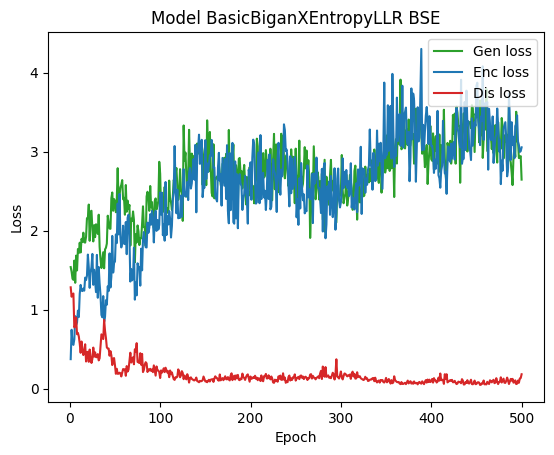 Model BasicBiganXEntropyLLR BSE
Gen loss
Enc loss
Dis loss
4
3
2
1
0
Loss
0 100 200 300 400 500
Epoch